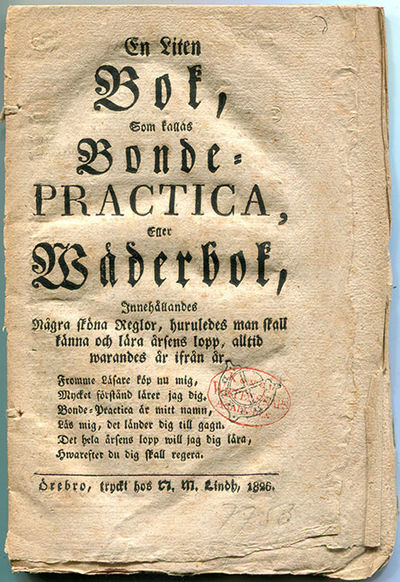 En Liten
Bok,
Som kallas
Bonde-
PRACTICA,
Eller
Wäderbok,
Innehållandes
Några sköna Reglor, huruledes man skall
känna och lära årsens lopp, alltid
warandes år ifrån år.
Fromme Läsare köp nu mig,
Mycket förstånd lärer jag dig.
Bonde-Practica är mitt namn,
Läs mig, det länder dig till gagn.
Det hela årsens lopp will jag dig lära,
Hwarefter du dig skall regera.
Örebro, tryckt hos N. M. Lindh, 1826.